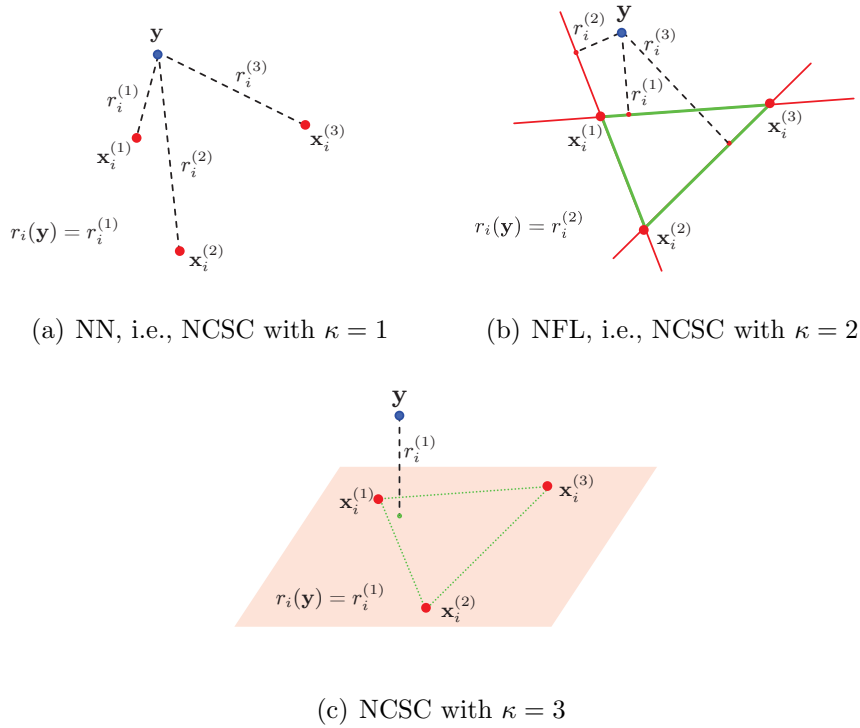 y
r_i^{(1)}
r_i^{(3)}
x_i^{(1)}
x_i^{(3)}
r_i^{(2)}
r_i(y) = r_i^{(1)}
x_i^{(2)}
(a) NN, i.e., NCSC with κ = 1
r_i^{(2)}
y
r_i^{(3)}
r_i^{(1)}
x_i^{(1)}
x_i^{(3)}
r_i(y) = r_i^{(2)}
x_i^{(2)}
(b) NFL, i.e., NCSC with κ = 2
y
r_i^{(1)}
x_i^{(1)}
x_i^{(3)}
r_i(y) = r_i^{(1)}
x_i^{(2)}
(c) NCSC with κ = 3